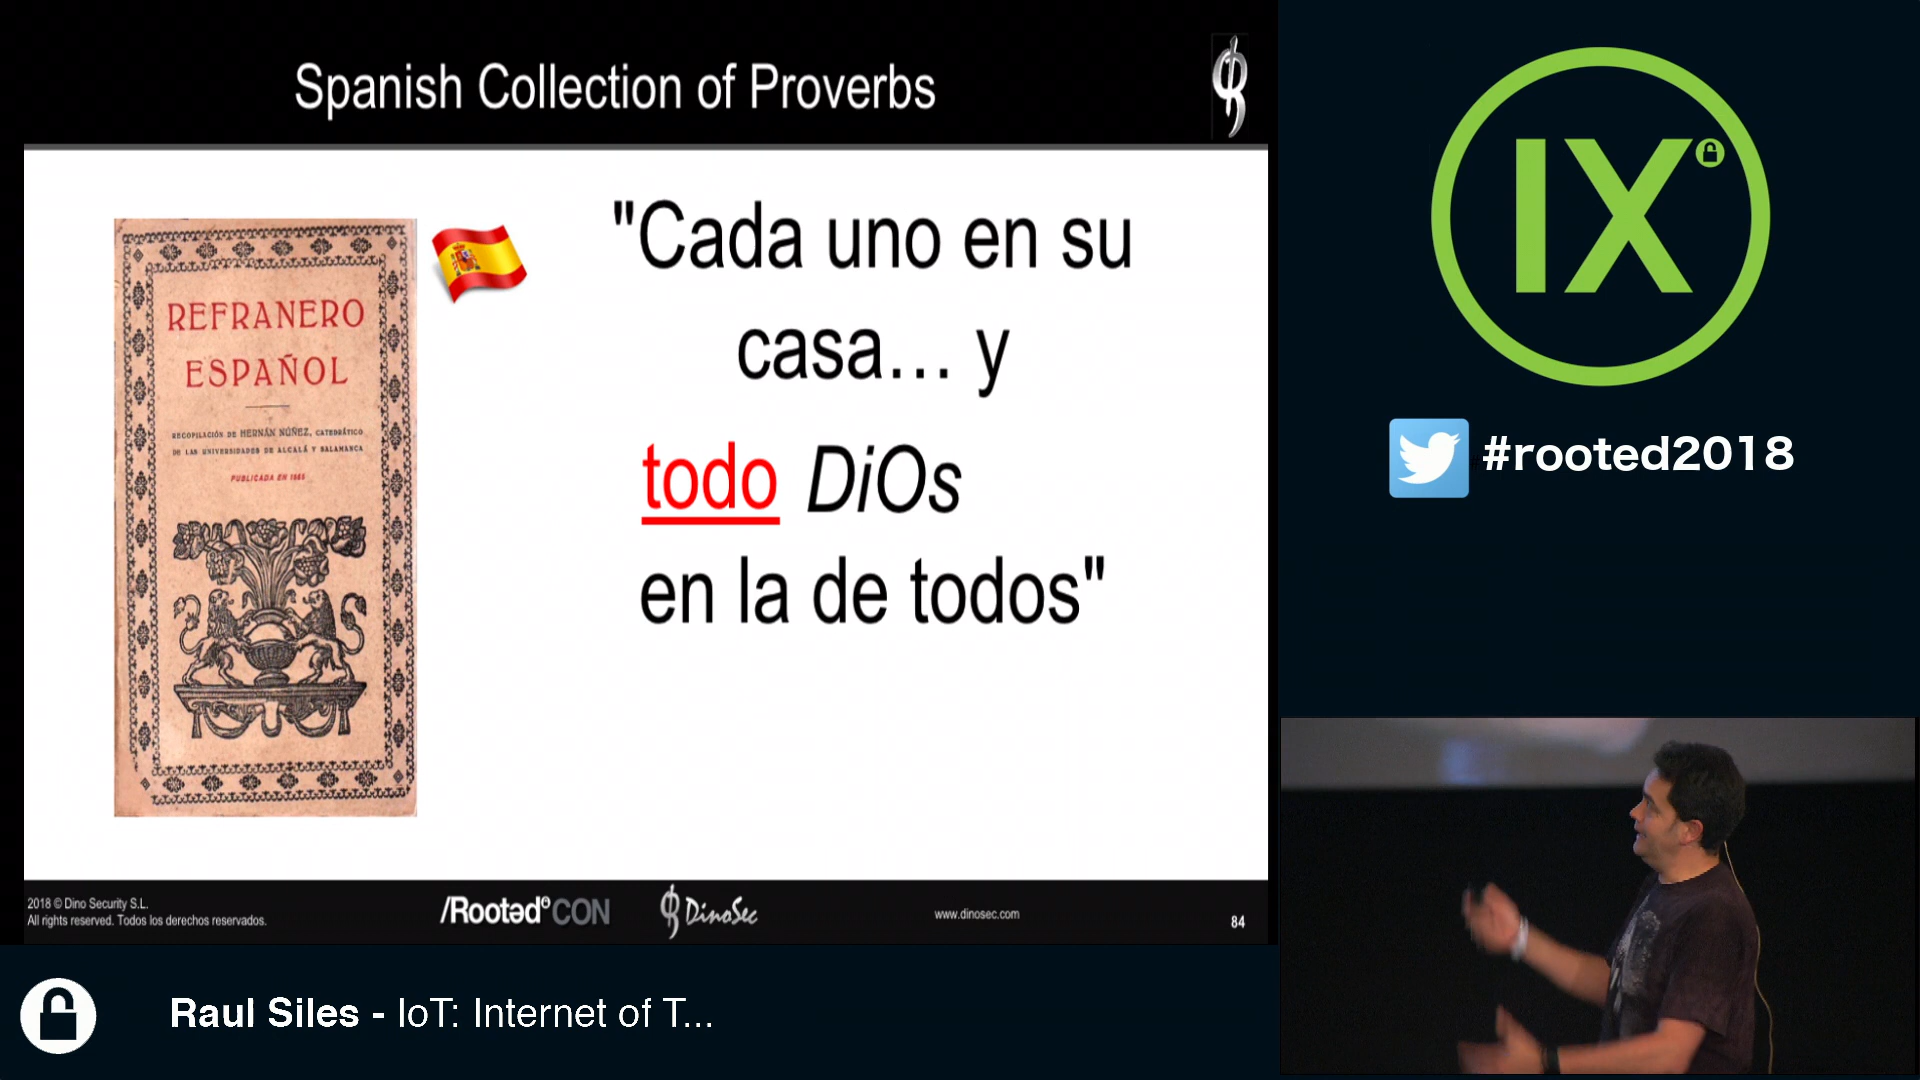 Spanish Collection of Proverbs
REFRANERO
ESPAÑOL
RECOPILACIÓN DE HERNÁN NÚÑEZ, CATEDRÁTICO
DE LAS UNIVERSIDADES DE ALCALÁ Y SALAMANCA
PUBLICADA EN
"Cada uno en su
casa... y
todo DiOs
en la de todos"
2018 © Dino Security S.L.
All rights reserved. Todos los derechos reservados.
/Rootəd CON
DinoSec
www.dinosec.com
84
IX
#rooted2018
Raul Siles - IoT: Internet of T...